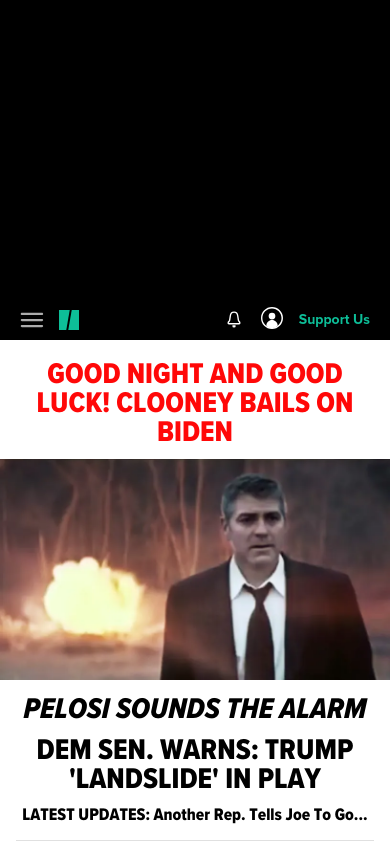 Support Us
GOOD NIGHT AND GOOD
LUCK! CLOONEY BAILS ON
BIDEN
PELOSI SOUNDS THE ALARM
DEM SEN. WARNS: TRUMP
'LANDSLIDE' IN PLAY
LATEST UPDATES: Another Rep. Tells Joe To Go...